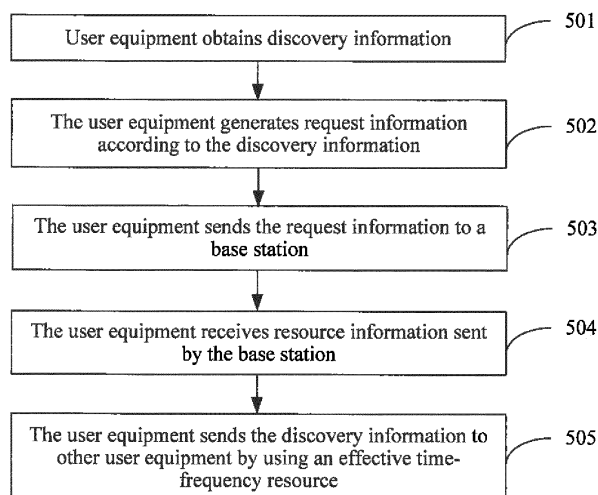 User equipment obtains discovery information
501
The user equipment generates request information
according to the discovery information
502
The user equipment sends the request information to a
base station
503
The user equipment receives resource information sent
by the base station
504
The user equipment sends the discovery information to
other user equipment by using an effective time-
frequency resource
505